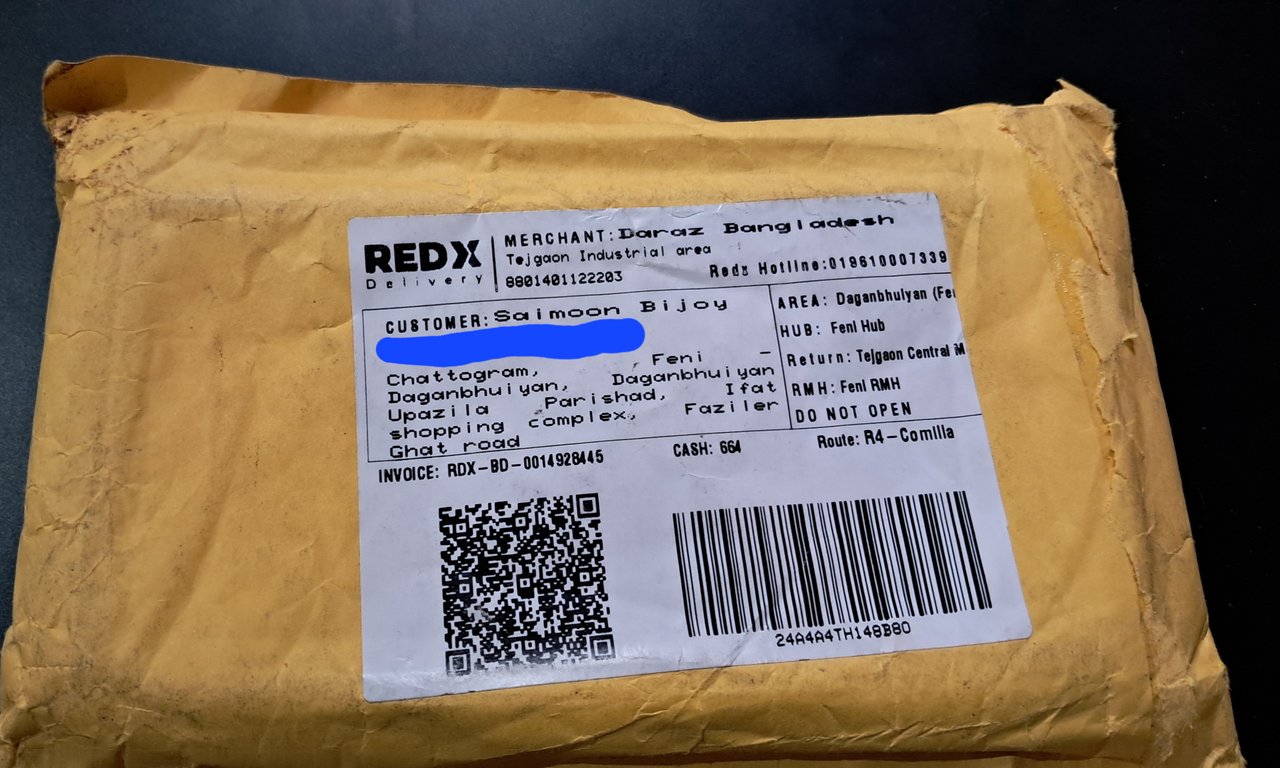 REDX
Delivery
MERCHANT: Daraz Bangladesh
Tejgaon Industrial area
8801401122203
Redx Hotline:019610007339
CUSTOMER: Saimoon Bijoy
Chattogram, Feni –
Daganbhuiyan, Daganbhuiyan
Upazila Parishad, Ifat
shopping complex, Faziler
Ghat road
AREA: Daganbhuiyan (Fe
HUB: Feni Hub
Return: Tejgaon Central M
RMH: Feni RMH
DO NOT OPEN
INVOICE: RDX-BD-0014928445
CASH: 664
Route: R4-Comilla
24A4A4TH148B80